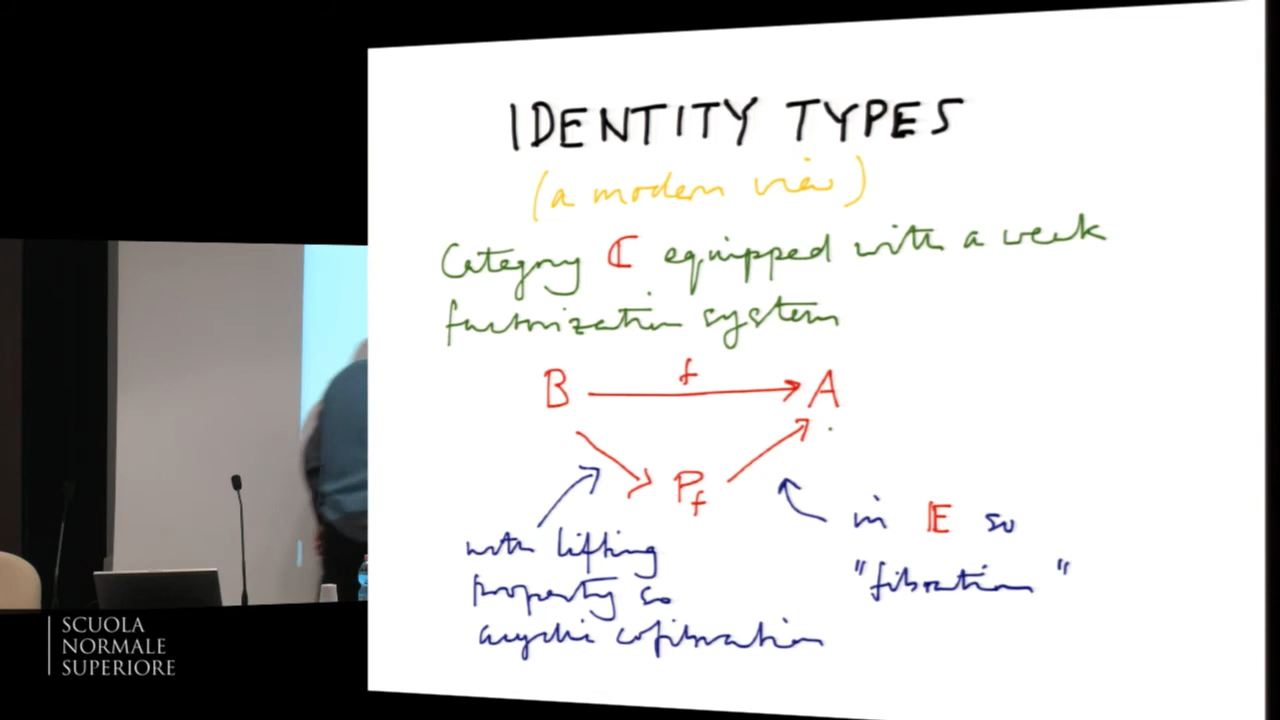 IDENTITY TYPES
(a modern view)
Category ℂ equipped with a weak
factorization system
B f A
P_f
with lifting
property so
acyclic cofibration
in 𝔼 so
"fibration"
SCUOLA
NORMALE
SUPERIORE